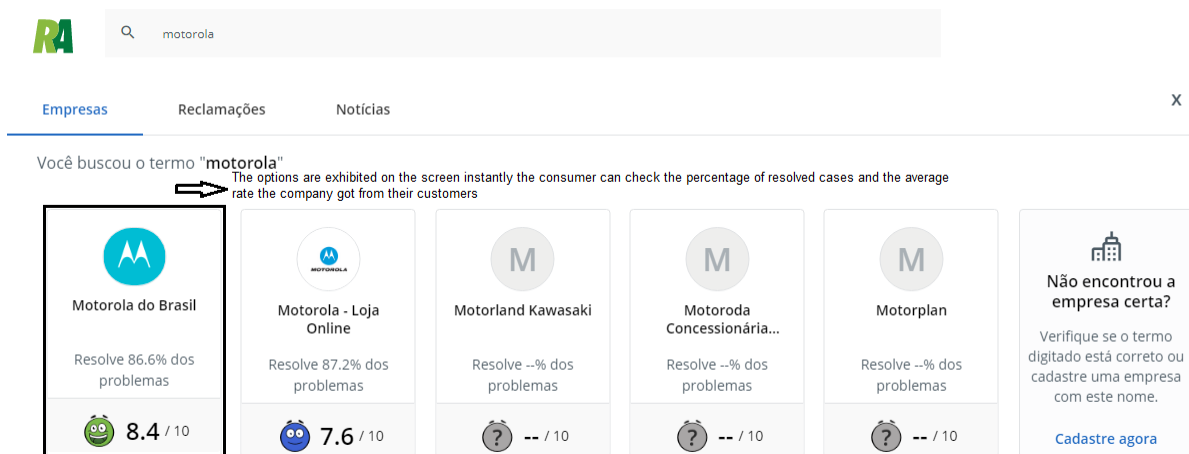 RA
motorola
Empresas
Reclamações
Notícias
X
Você buscou o termo "motorola"
The options are exhibited on the screen instantly the consumer can check the percentage of resolved cases and the average
rate the company got from their customers
Motorola do Brasil
Resolve 86.6% dos
problemas
8.4 / 10
MOTOROLA
Motorola - Loja
Online
Resolve 87.2% dos
problemas
7.6 / 10
M
Motorland Kawasaki
Resolve --% dos
problemas
?
-- / 10
M
Motoroda
Concessionária...
Resolve --% dos
problemas
?
-- / 10
M
Motorplan
Resolve --% dos
problemas
?
-- / 10
Não encontrou a
empresa certa?
Verifique se o termo
digitado está correto ou
cadastre uma empresa
com este nome.
Cadastre agora